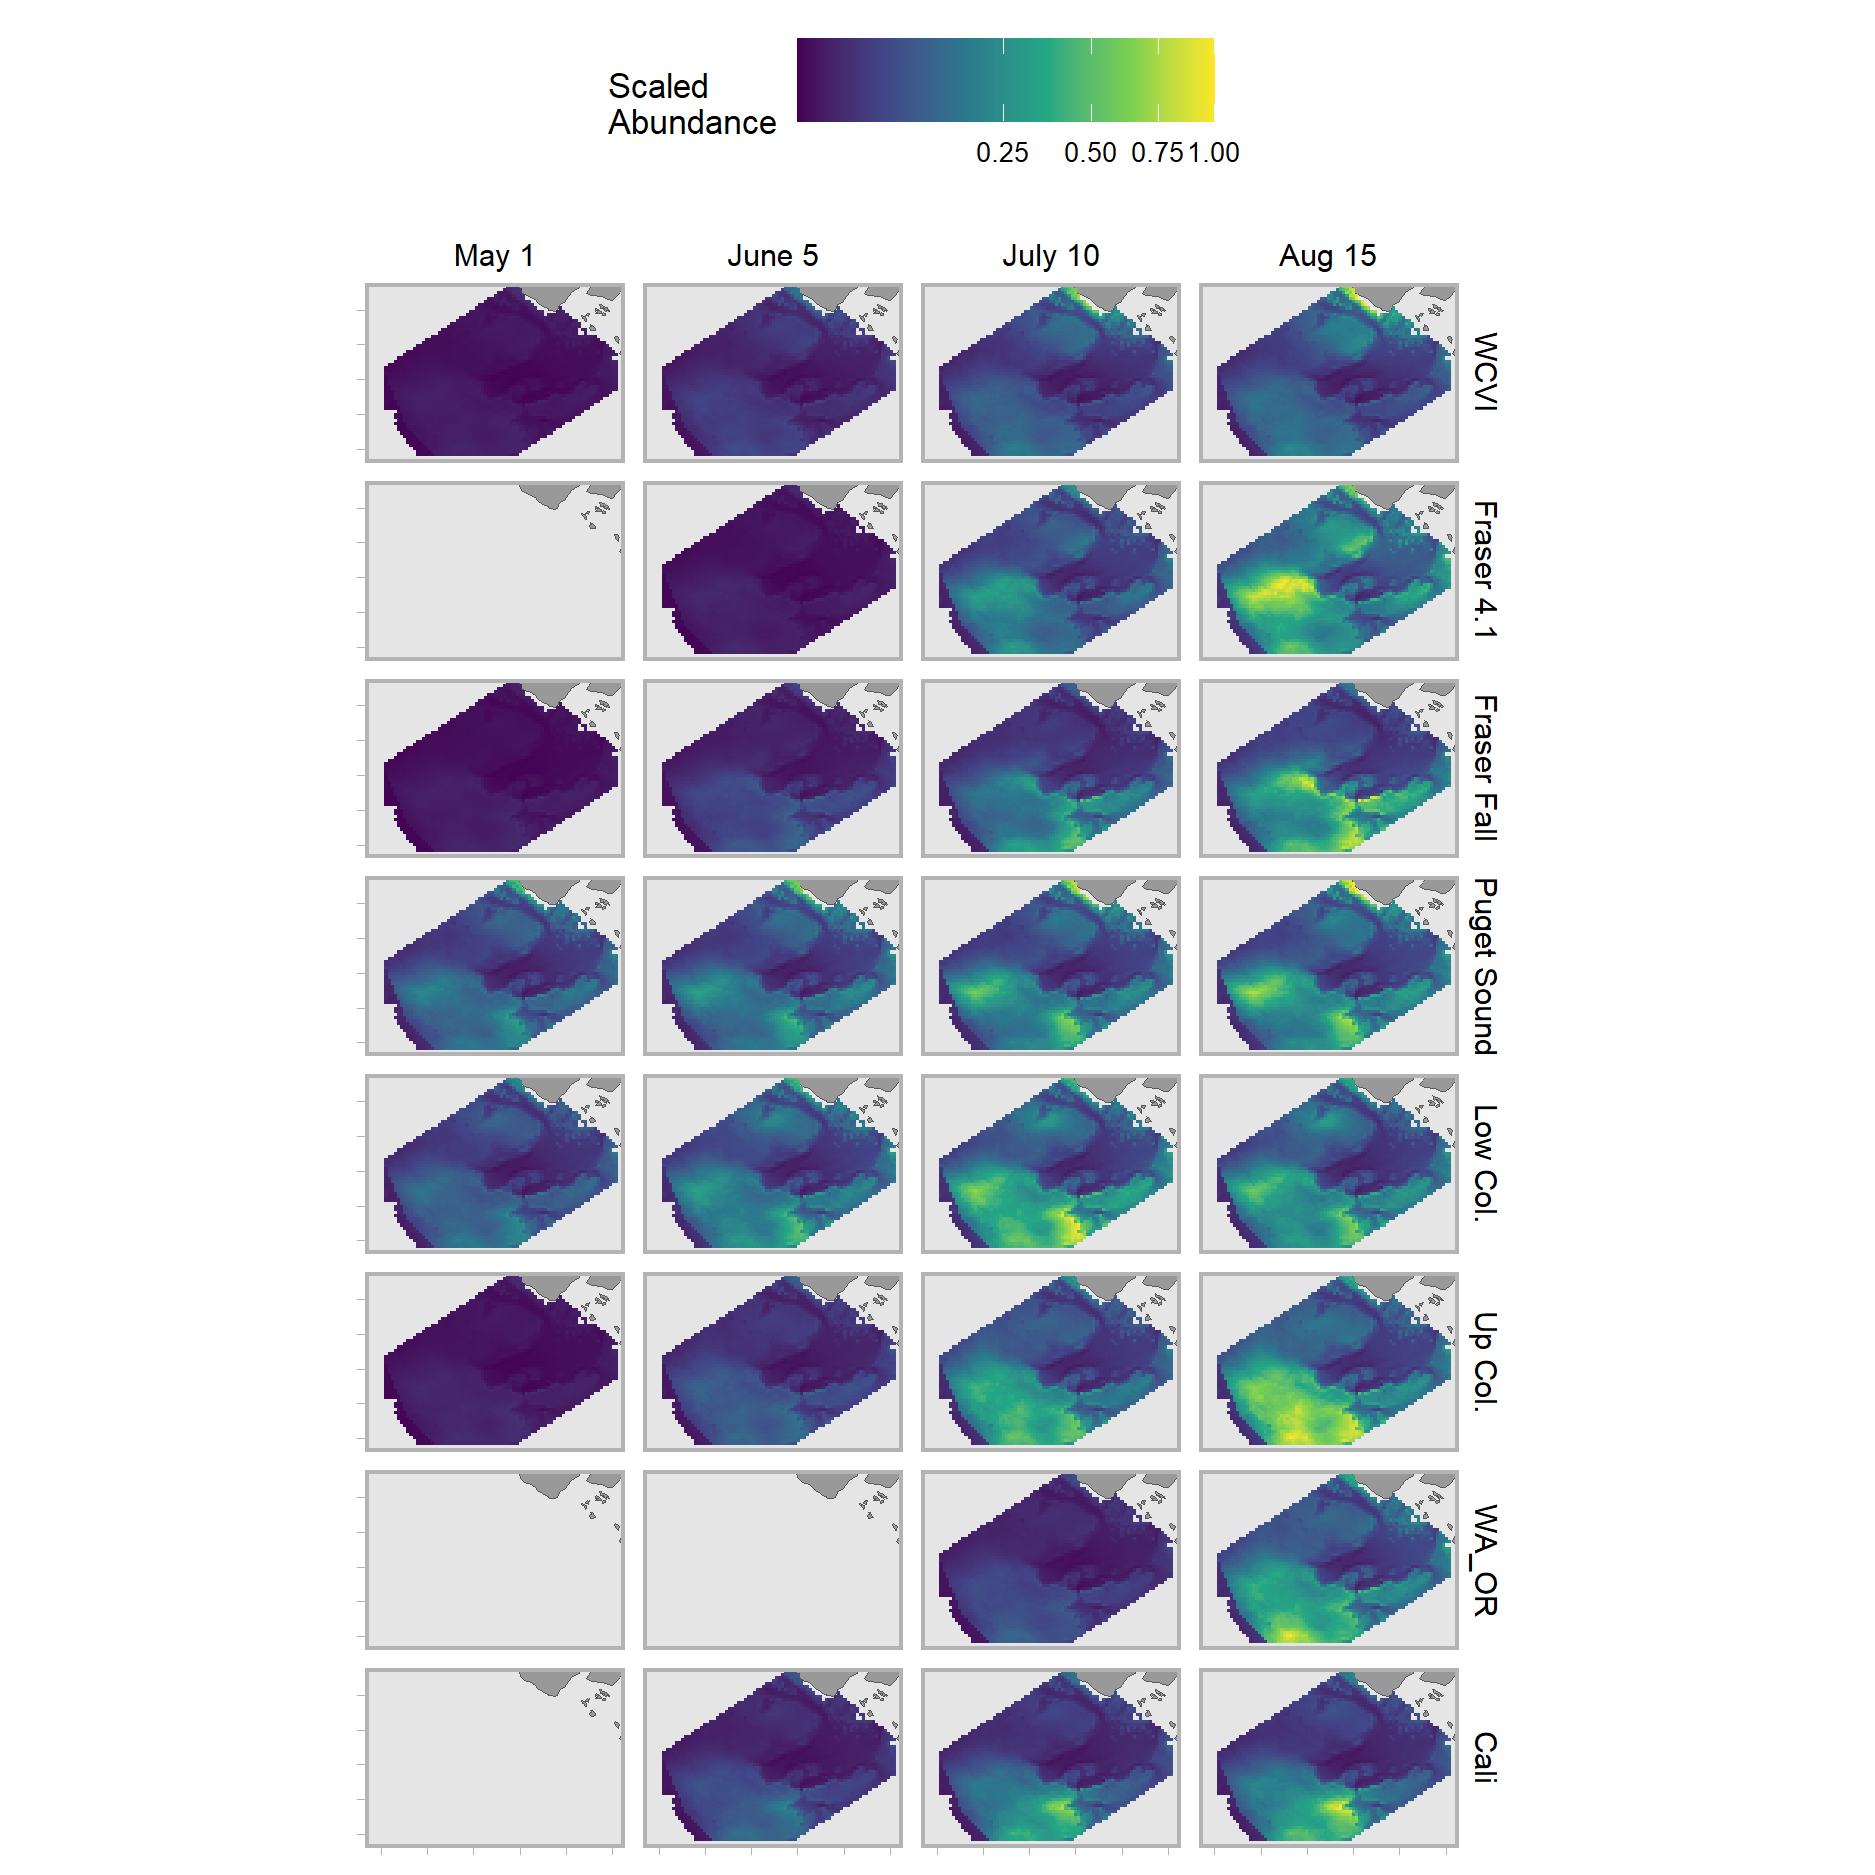 Scaled
Abundance
0.25 0.50 0.75 1.00
May 1 June 5 July 10 Aug 15
WCVI
Fraser 4.1
Fraser Fall
Puget Sound
Low Col.
Up Col.
WA_OR
Cali